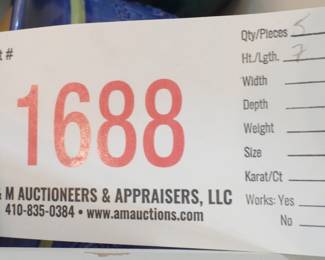 t #
1688
& M AUCTIONEERS & APPRAISERS, LLC
410-835-0384 • www.amauctions.com
Qty/Pieces 5
Ht./Lgth. 7
Width
Depth
Weight
Size
Karat/Ct
Works: Yes
No